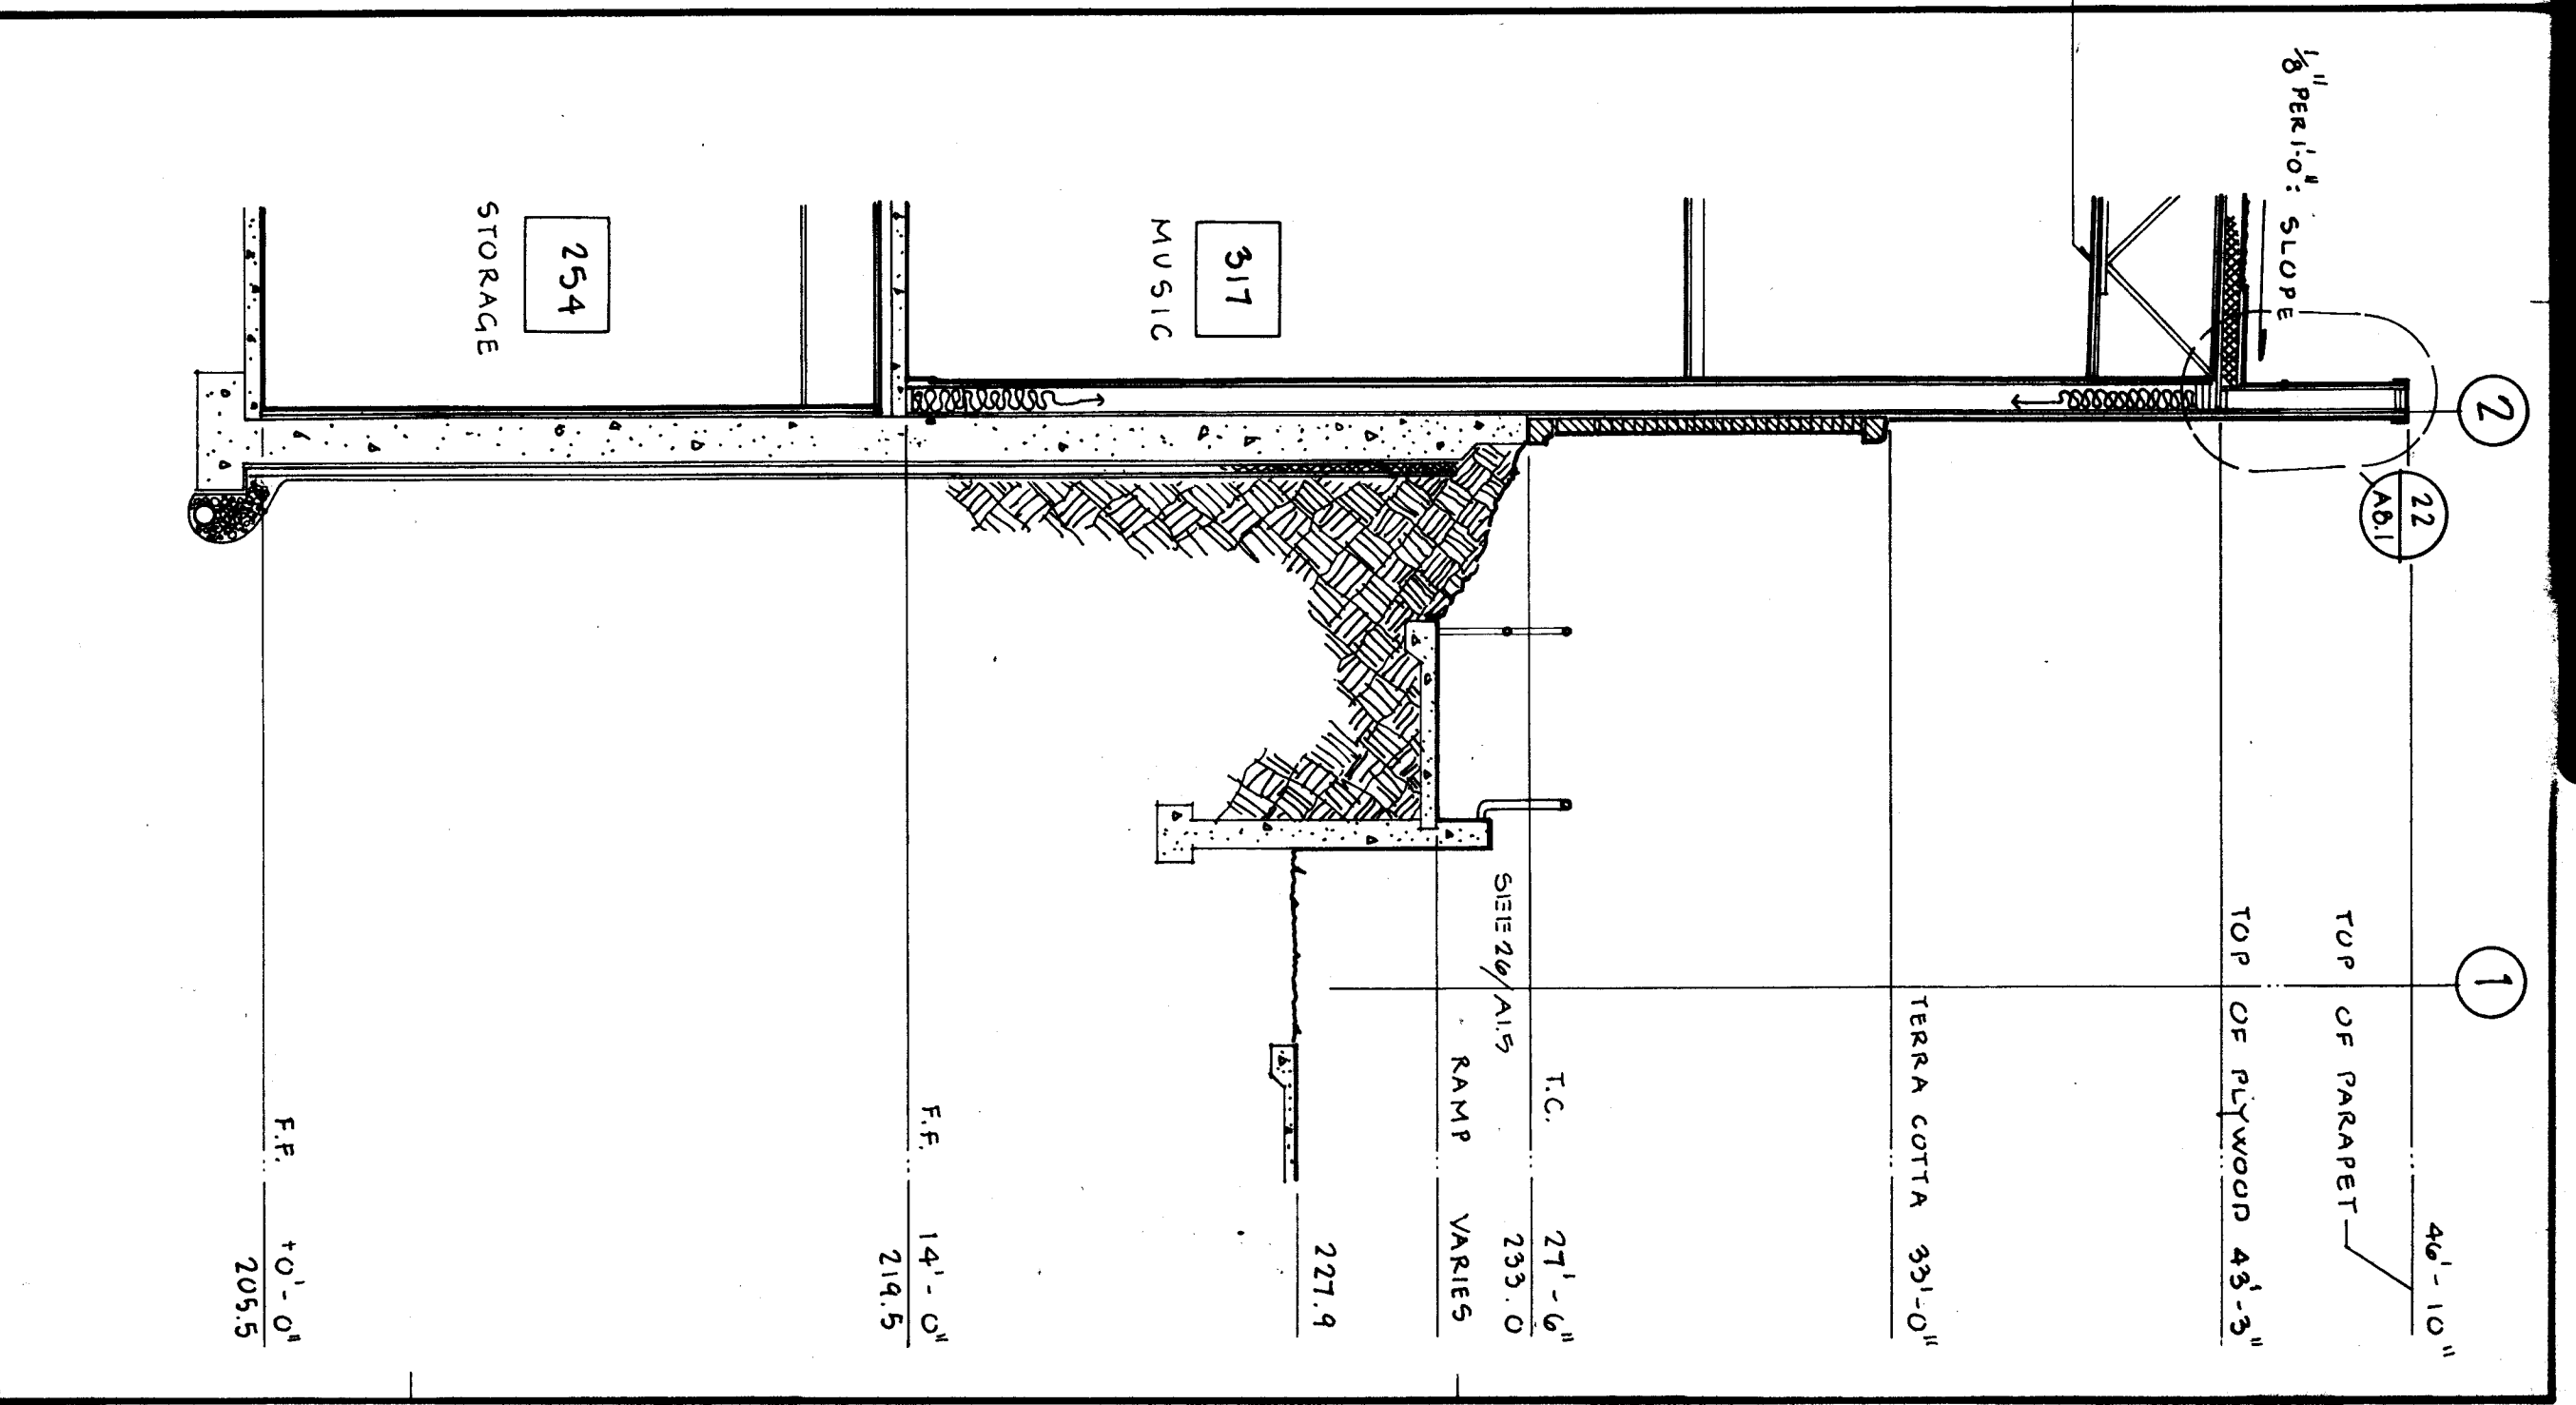 2
1
46'-10"
TOP OF PARAPET
22
A8.1
1/8" PER 1'-0" : SLOPE
TOP OF PLYWOOD 43'-3"
TERRA COTTA 33'-0"
T.C. 27'-6"
233.0
SEE 26/A1.5
RAMP VARIES
227.9
317
MUSIC
F.F. 14'-0"
219.5
254
STORAGE
F.F. +0'-0"
205.5